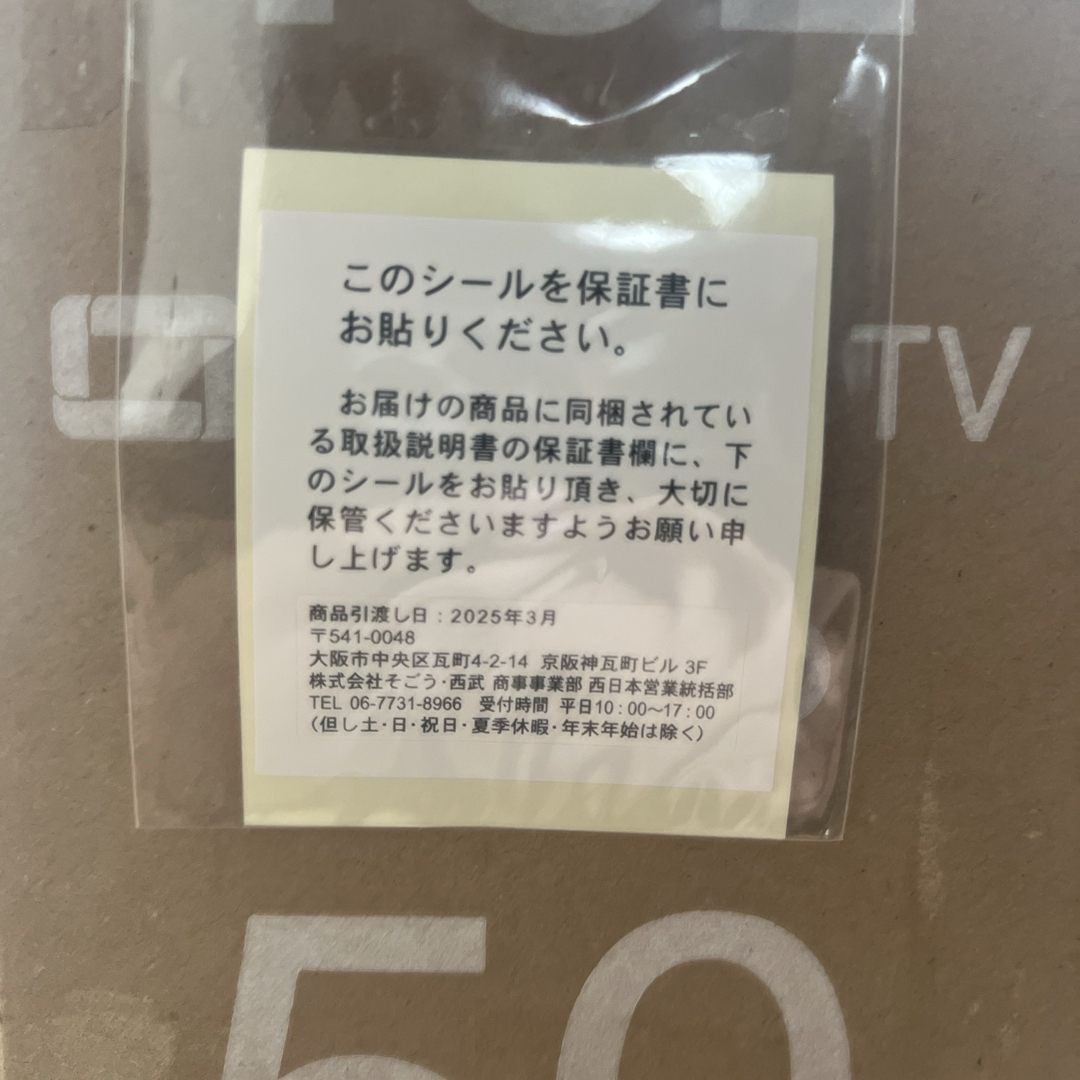 このシールを保証書に
お貼りください。
お届けの商品に同梱されてい
る取扱説明書の保証書欄に、下
のシールをお貼り頂き、大切に
保管くださいますようお願い申
し上げます。
商品引渡し日：2025年3月
〒541-0048
大阪市中央区瓦町4-2-14 京阪神瓦町ビル 3F
株式会社そごう・西武 商事事業部 西日本営業統括部
TEL 06-7731-8966 受付時間 平日10：00～17：00
（但し土・日・祝日・夏季休暇・年末年始は除く）
TV
50